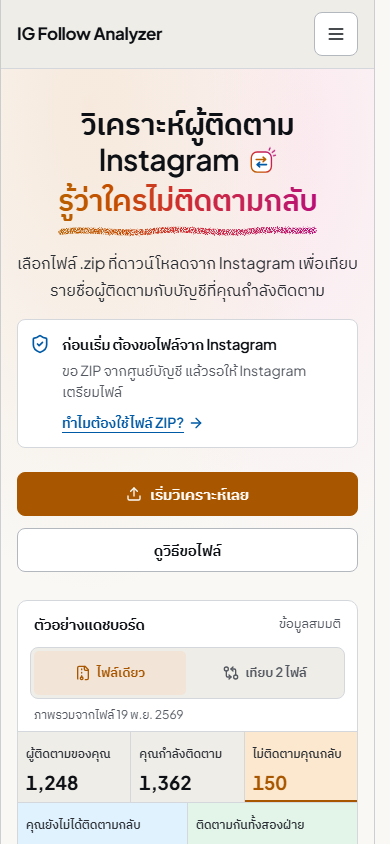 IG Follow Analyzer
วิเคราะห์ผู้ติดตาม
Instagram
รู้ว่าใครไม่ติดตามกลับ
เลือกไฟล์ .zip ที่ดาวน์โหลดจาก Instagram เพื่อเทียบ
รายชื่อผู้ติดตามกับบัญชีที่คุณกำลังติดตาม
ก่อนเริ่ม ต้องขอไฟล์จาก Instagram
ขอ ZIP จากศูนย์บัญชี แล้วรอให้ Instagram
เตรียมไฟล์
ทำไมต้องใช้ไฟล์ ZIP? →
เริ่มวิเคราะห์เลย
ดูวิธีขอไฟล์
ตัวอย่างแดชบอร์ด ข้อมูลสมมติ
ไฟล์เดียว เทียบ 2 ไฟล์
ภาพรวมจากไฟล์ 19 พ.ย. 2569
ผู้ติดตามของคุณ คุณกำลังติดตาม ไม่ติดตามคุณกลับ
1,248 1,362 150
คุณยังไม่ได้ติดตามกลับ ติดตามกันทั้งสองฝ่าย